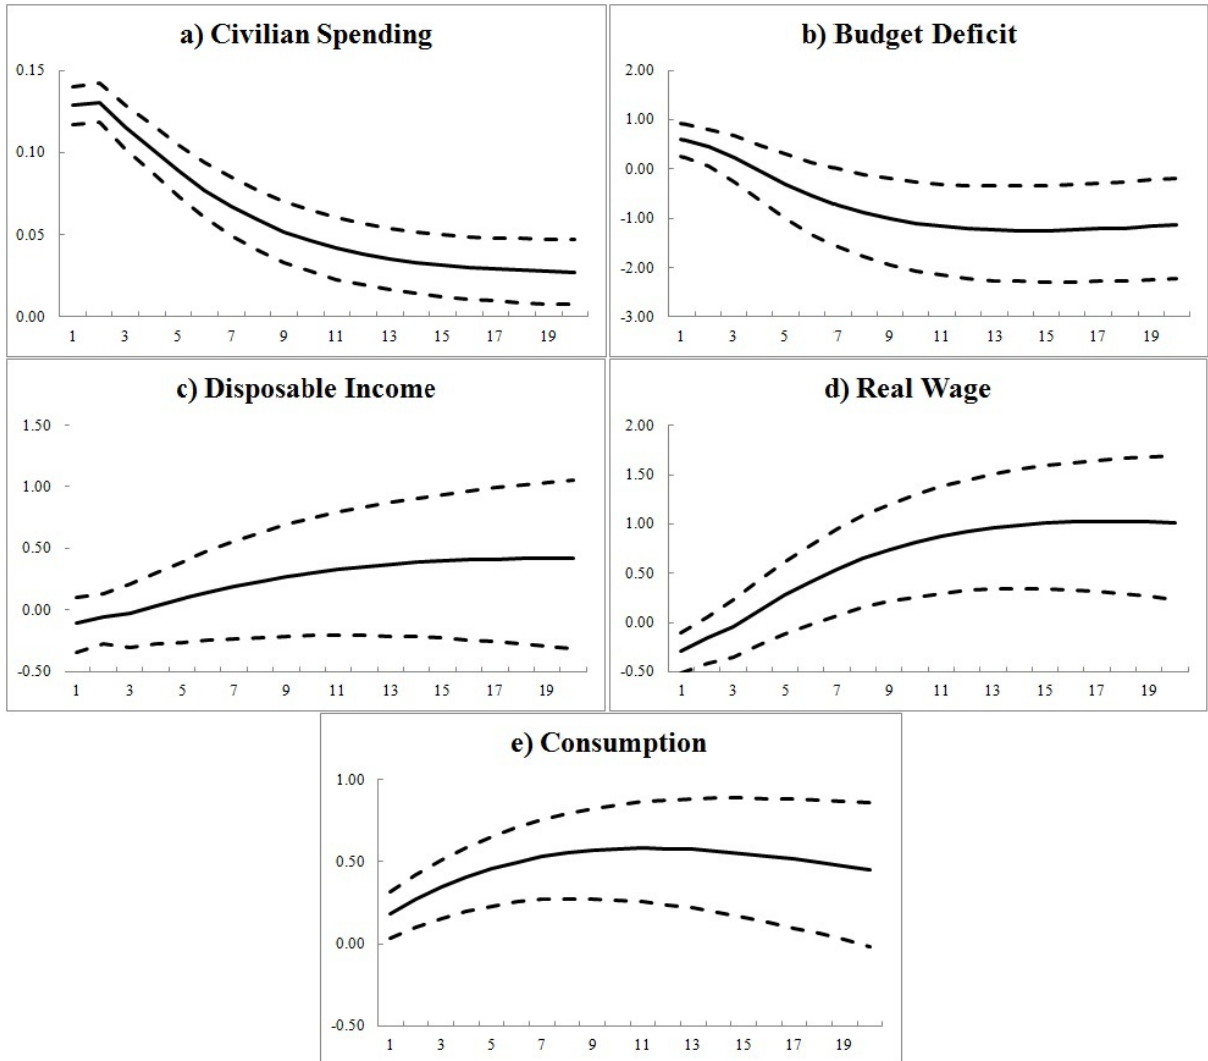 a) Civilian Spending
0.15
0.10
0.05
0.00
1 3 5 7 9 11 13 15 17 19
b) Budget Deficit
2.00
1.00
0.00
-1.00
-2.00
-3.00
1 3 5 7 9 11 13 15 17 19
c) Disposable Income
1.50
1.00
0.50
0.00
-0.50
1 3 5 7 9 11 13 15 17 19
d) Real Wage
2.00
1.50
1.00
0.50
0.00
-0.50
1 3 5 7 9 11 13 15 17 19
e) Consumption
1.00
0.50
0.00
-0.50
1 3 5 7 9 11 13 15 17 19